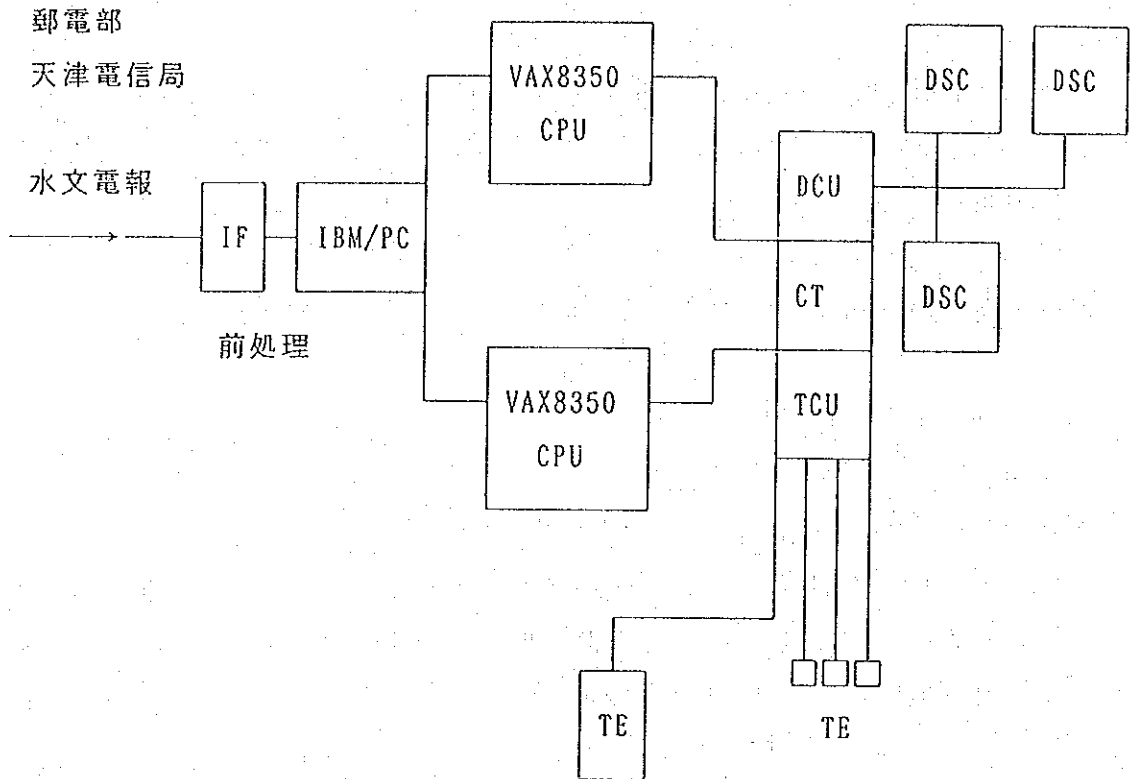 郵電部
天津電信局
水文電報
IF
IBM/PC
前処理
VAX8350
CPU
VAX8350
CPU
DCU
CT
TCU
DSC
DSC
DSC
TE
TE